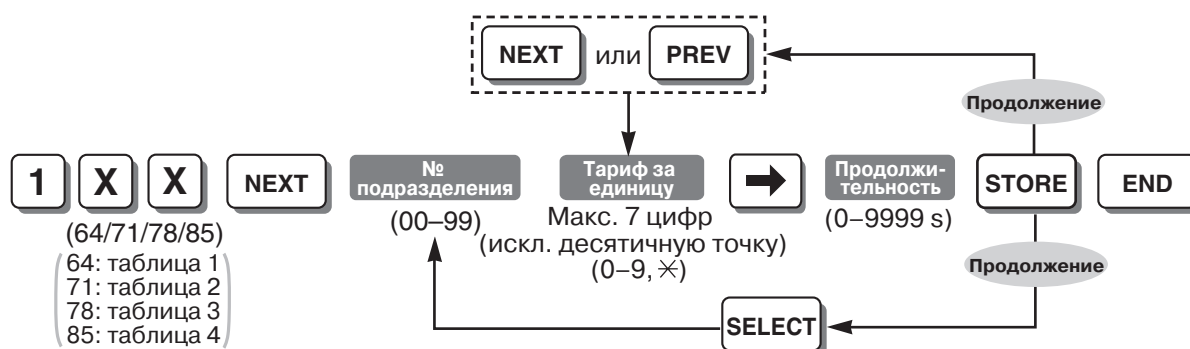 NEXT или PREV
Продолжение
1 X X NEXT
№
подразделения
Тариф за
единицу
➡
Продолжи-
тельность
STORE
END
(64/71/78/85)
64: таблица 1
71: таблица 2
78: таблица 3
85: таблица 4
(00–99)
Макс. 7 цифр
(искл. десятичную точку)
(0–9, ✳)
(0–9999 s)
Продолжение
SELECT